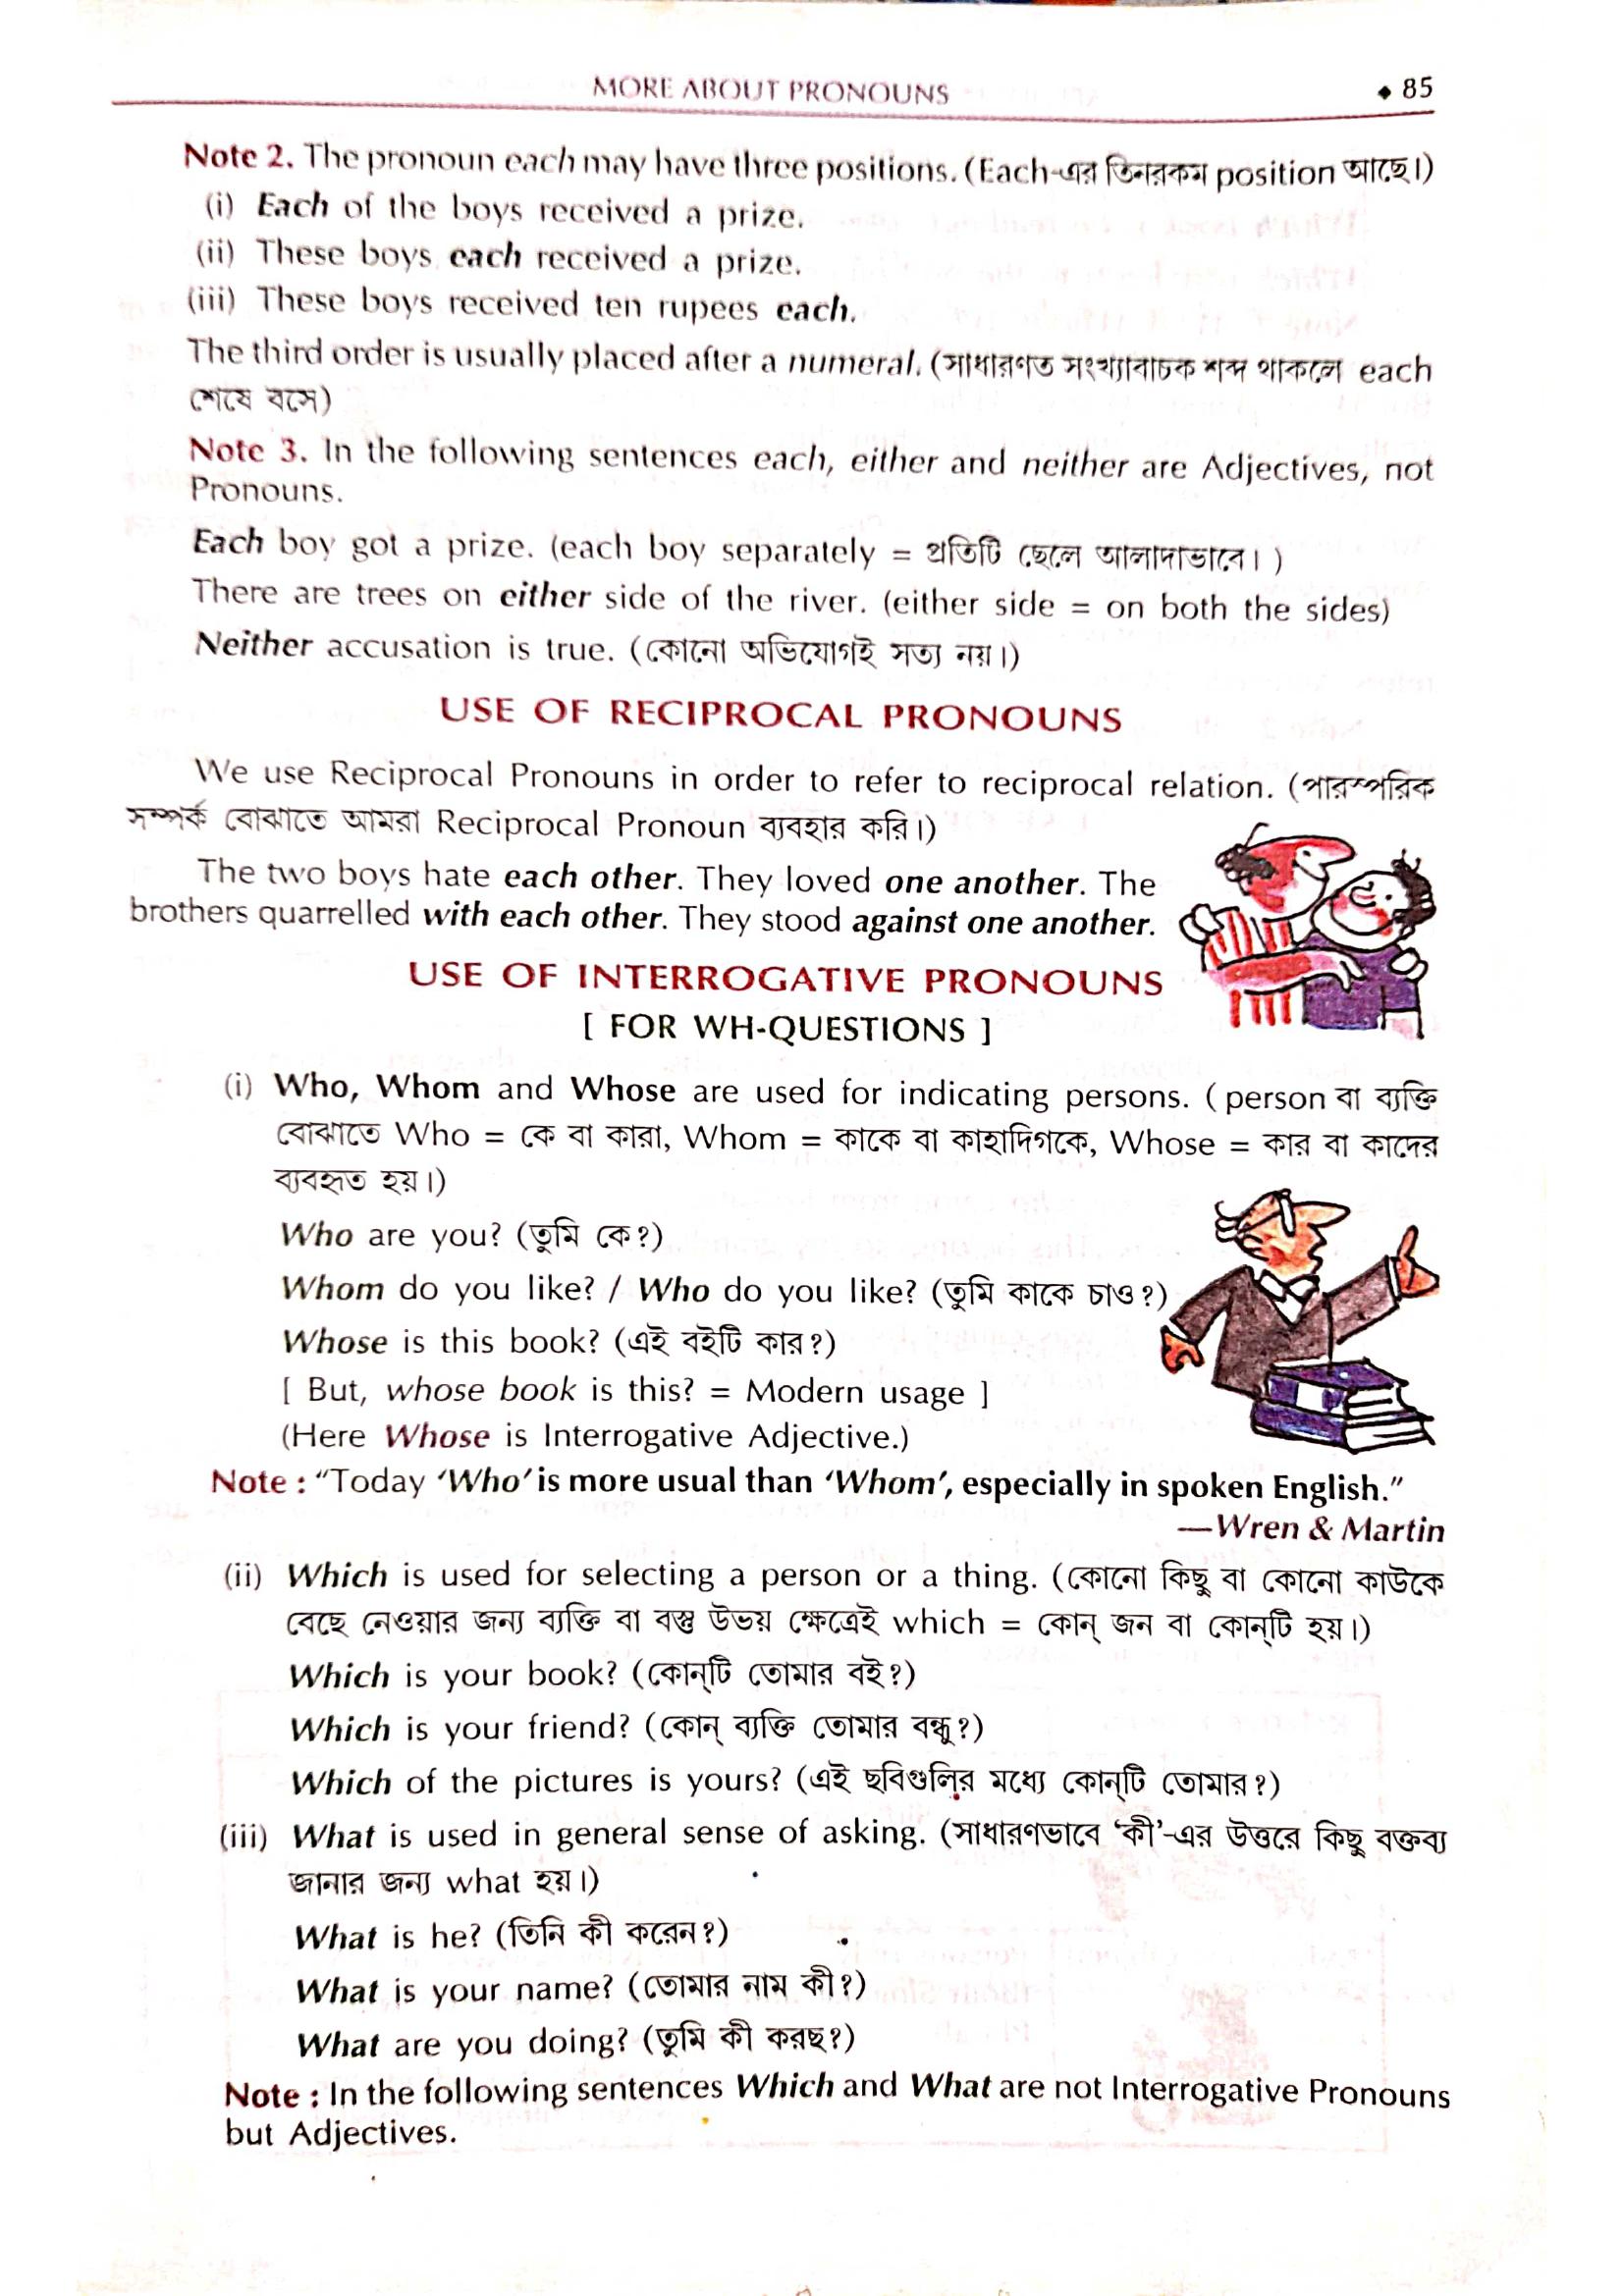 MORE ABOUT PRONOUNS ♦ 85
Note 2. The pronoun each may have three positions. (Each-এর তিনরকম position আছে।)
(i) Each of the boys received a prize.
(ii) These boys each received a prize.
(iii) These boys received ten rupees each.
The third order is usually placed after a numeral. (সাধারণত সংখ্যাবাচক শব্দ থাকলে each
শেষে বসে)
Note 3. In the following sentences each, either and neither are Adjectives, not
Pronouns.
Each boy got a prize. (each boy separately = প্রতিটি ছেলে আলাদাভাবে। )
There are trees on either side of the river. (either side = on both the sides)
Neither accusation is true. (কোনো অভিযোগই সত্য নয়।)
USE OF RECIPROCAL PRONOUNS
We use Reciprocal Pronouns in order to refer to reciprocal relation. (পারস্পরিক
সম্পর্ক বোঝাতে আমরা Reciprocal Pronoun ব্যবহার করি।)
The two boys hate each other. They loved one another. The
brothers quarrelled with each other. They stood against one another.
USE OF INTERROGATIVE PRONOUNS
[ FOR WH-QUESTIONS ]
(i) Who, Whom and Whose are used for indicating persons. ( person বা ব্যক্তি
বোঝাতে Who = কে বা কারা, Whom = কাকে বা কাহাদিগকে, Whose = কার বা কাদের
ব্যবহৃত হয়।)
Who are you? (তুমি কে?)
Whom do you like? / Who do you like? (তুমি কাকে চাও?)
Whose is this book? (এই বইটি কার?)
[ But, whose book is this? = Modern usage ]
(Here Whose is Interrogative Adjective.)
Note : “Today ‘Who’ is more usual than ‘Whom’, especially in spoken English.”
—Wren & Martin
(ii) Which is used for selecting a person or a thing. (কোনো কিছু বা কোনো কাউকে
বেছে নেওয়ার জন্য ব্যক্তি বা বস্তু উভয় ক্ষেত্রেই which = কোন্ জন বা কোন্‌টি হয়।)
Which is your book? (কোন্‌টি তোমার বই?)
Which is your friend? (কোন্ ব্যক্তি তোমার বন্ধু?)
Which of the pictures is yours? (এই ছবিগুলির মধ্যে কোন্‌টি তোমার?)
(iii) What is used in general sense of asking. (সাধারণভাবে ‘কী’-এর উত্তরে কিছু বক্তব্য
জানার জন্য what হয়।)
What is he? (তিনি কী করেন?)
What is your name? (তোমার নাম কী?)
What are you doing? (তুমি কী করছ?)
Note : In the following sentences Which and What are not Interrogative Pronouns
but Adjectives.